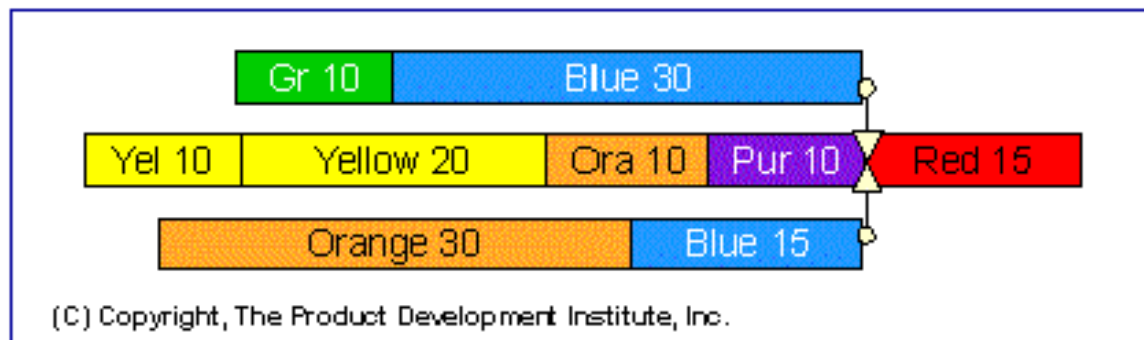 Gr 10 Blue 30
Yel 10 Yellow 20 Ora 10 Pur 10 Red 15
Orange 30 Blue 15
(C) Copyright, The Product Development Institute, Inc.